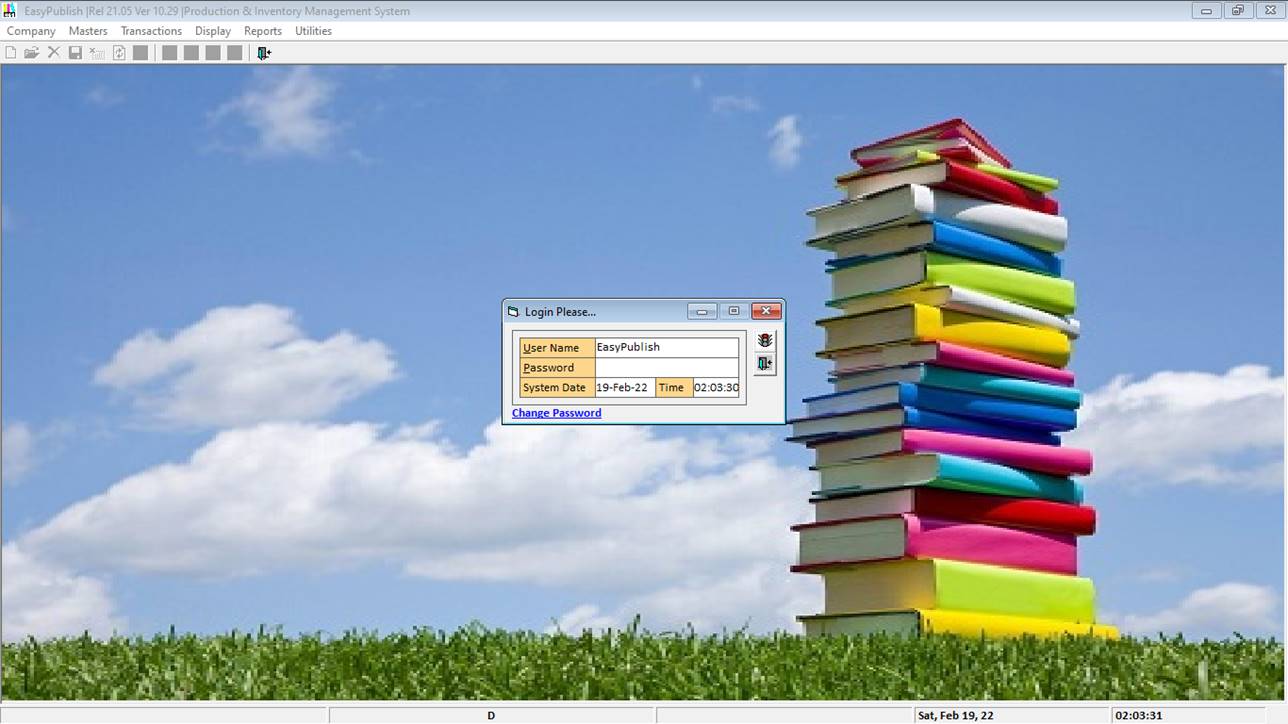 EasyPublish |Rel 21.05 Ver 10.29 |Production & Inventory Management System
Company Masters Transactions Display Reports Utilities
Login Please...
User Name EasyPublish
Password
System Date 19-Feb-22 Time 02:03:30
Change Password
D Sat, Feb 19, 22 02:03:31